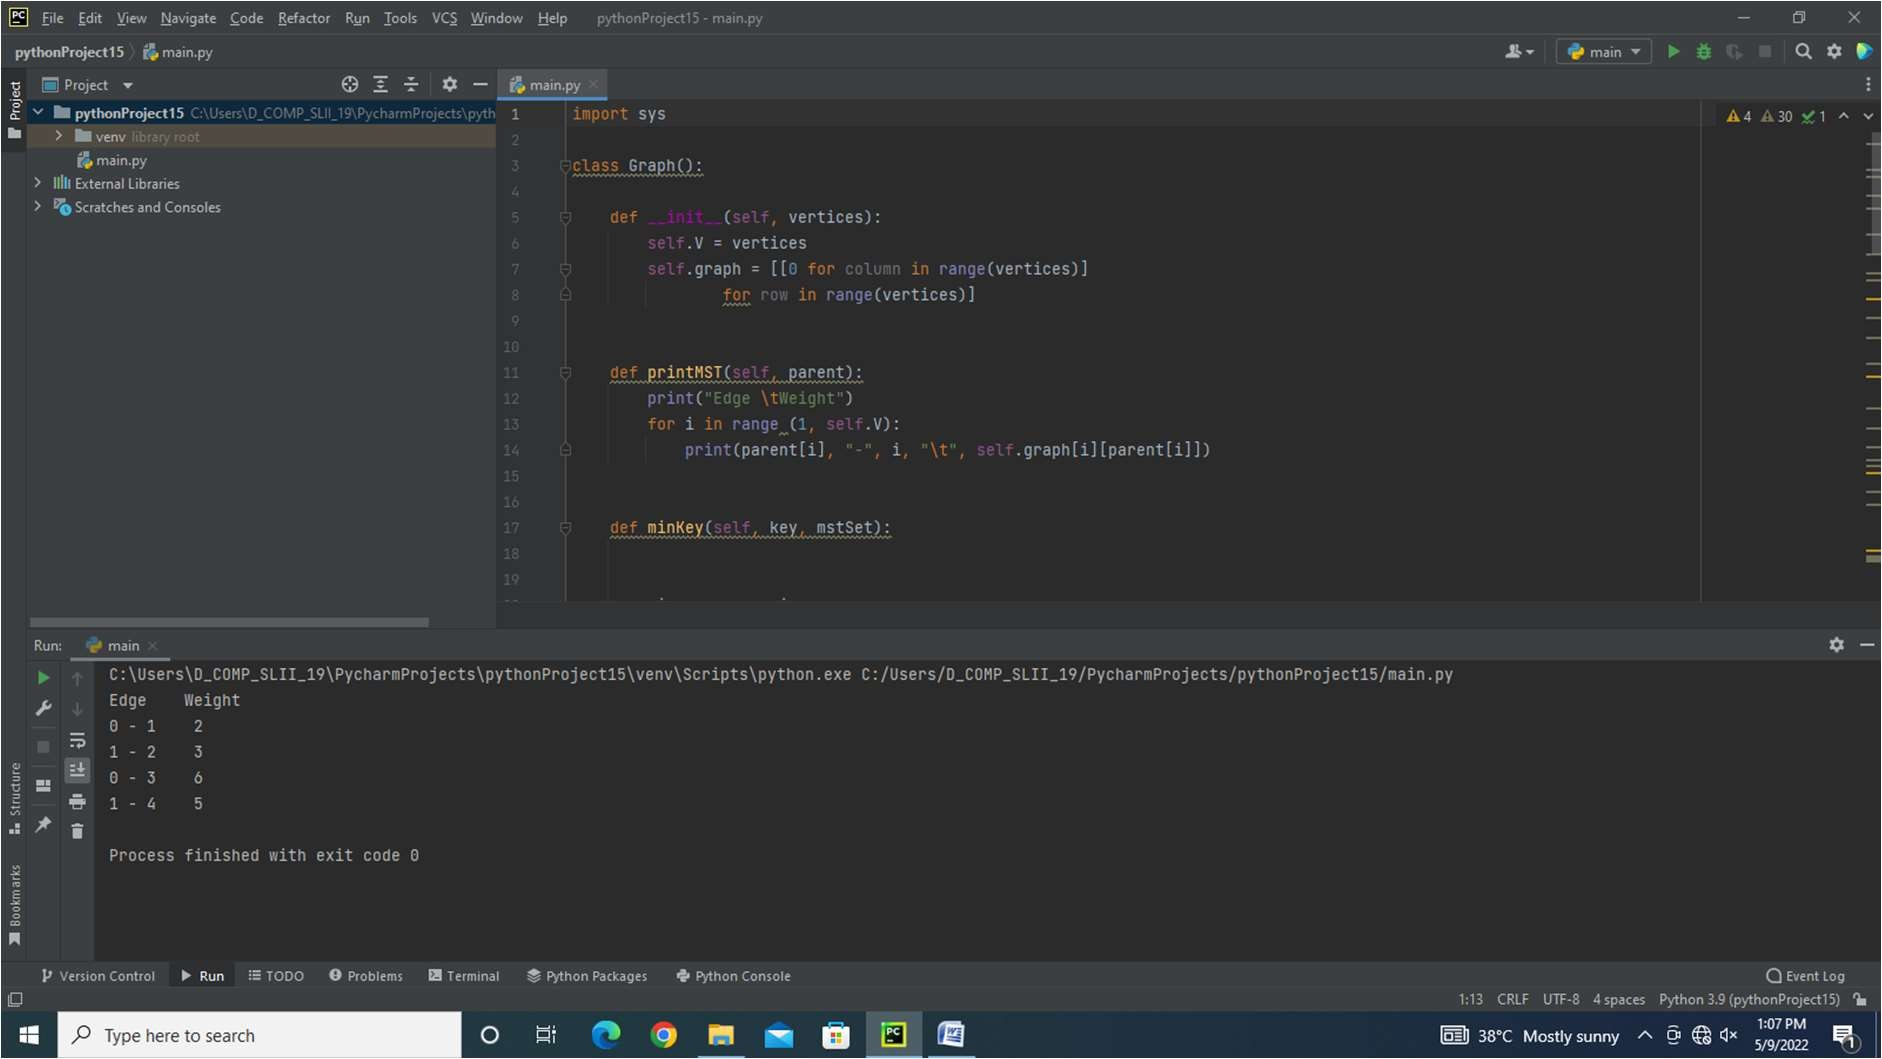 PC File Edit View Navigate Code Refactor Run Tools VCS Window Help pythonProject15 - main.py
pythonProject15 main.py main
Project
Project
main.py
pythonProject15 C:\Users\D_COMP_SLII_19\PycharmProjects\pyth
venv library root
main.py
External Libraries
Scratches and Consoles
4 30 1
1 import sys
2
3 class Graph():
4
5 def __init__(self, vertices):
6 self.V = vertices
7 self.graph = [[0 for column in range(vertices)]
8 for row in range(vertices)]
9
10
11 def printMST(self, parent):
12 print("Edge \tWeight")
13 for i in range (1, self.V):
14 print(parent[i], "-", i, "\t", self.graph[i][parent[i]])
15
16
17 def minKey(self, key, mstSet):
18
19
Run: main
C:\Users\D_COMP_SLII_19\PycharmProjects\pythonProject15\venv\Scripts\python.exe C:/Users/D_COMP_SLII_19/PycharmProjects/pythonProject15/main.py
Edge Weight
0 - 1 2
1 - 2 3
0 - 3 6
1 - 4 5
Process finished with exit code 0
Structure
Bookmarks
Version Control Run TODO Problems Terminal Python Packages Python Console Event Log
1:13 CRLF UTF-8 4 spaces Python 3.9 (pythonProject15)
Type here to search
PC
38°C Mostly sunny
1:07 PM
5/9/2022
1